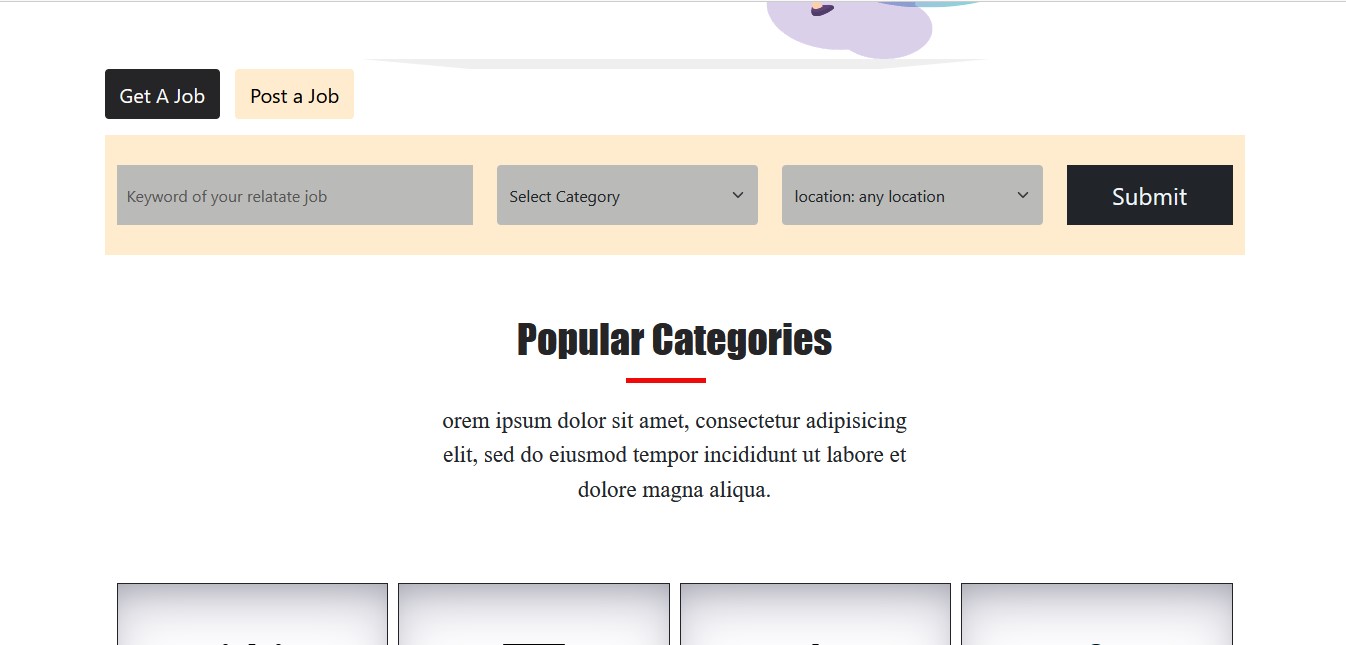 Get A Job
Post a Job
Keyword of your relatate job
Select Category
location: any location
Submit
Popular Categories
orem ipsum dolor sit amet, consectetur adipisicing
elit, sed do eiusmod tempor incididunt ut labore et
dolore magna aliqua.